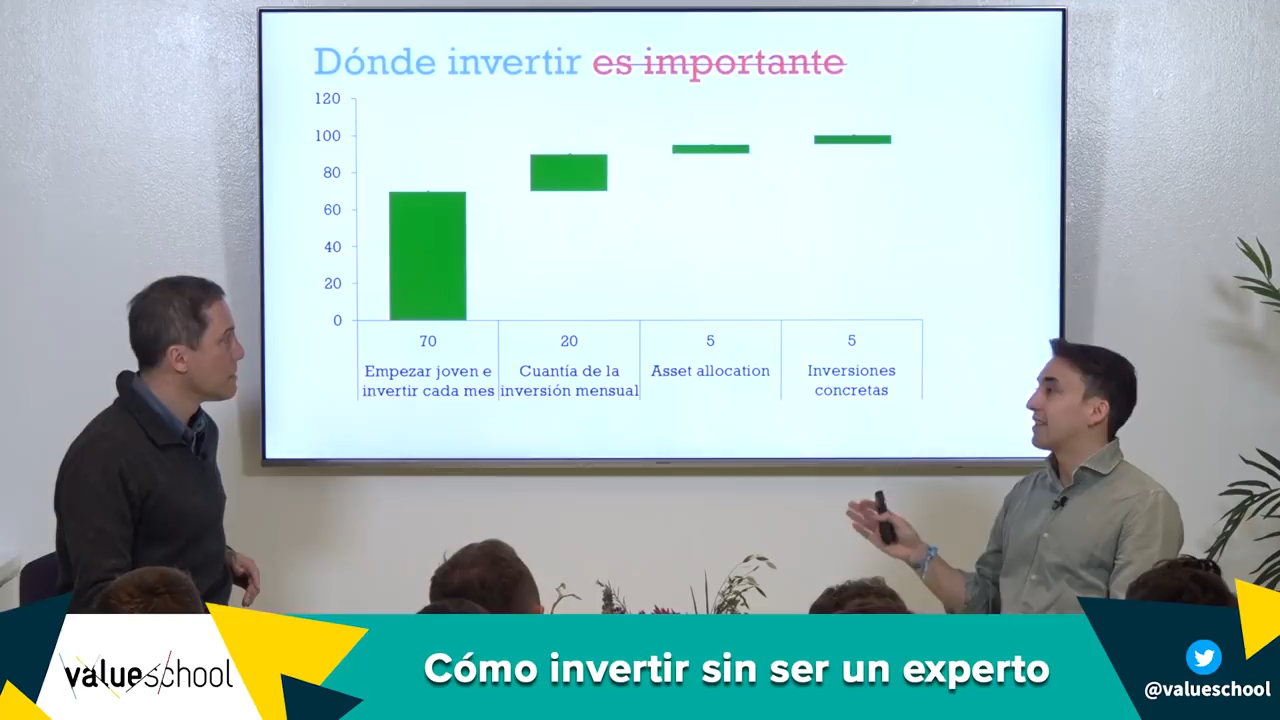 Dónde invertir es importante
120
100
80
60
40
20
0
70 20 5 5
Empezar joven e Cuantía de la Asset allocation Inversiones
invertir cada mes inversión mensual concretas
Cómo invertir sin ser un experto
valueschool
@valueschool